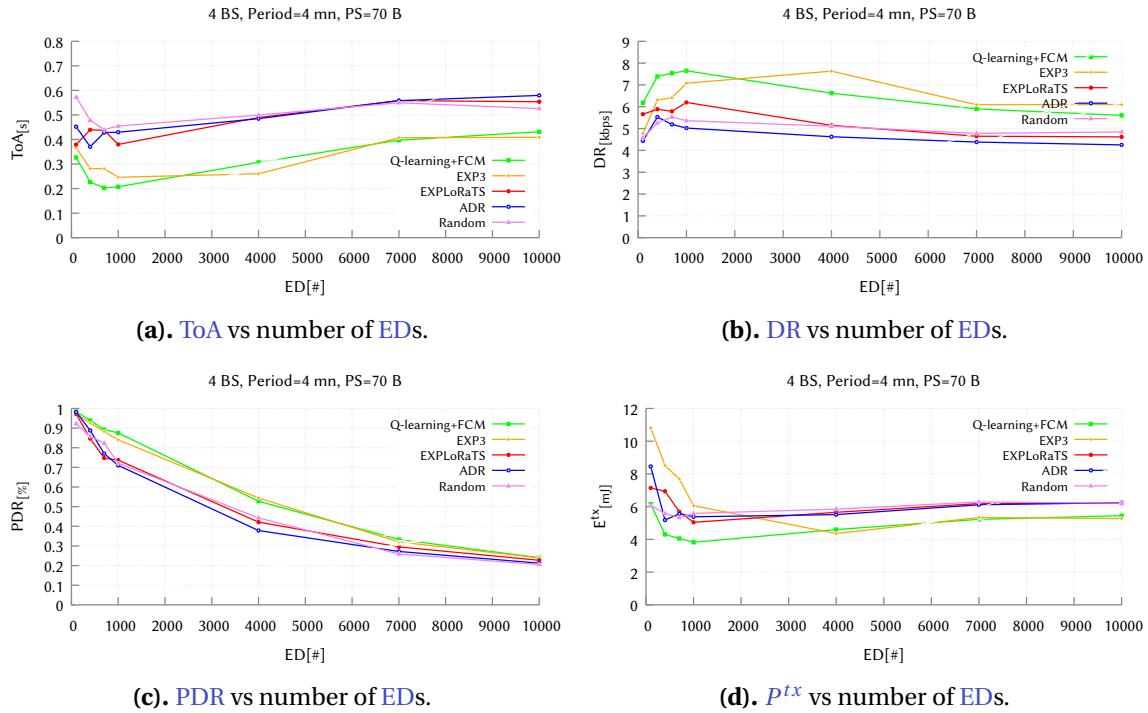 4 BS, Period=4 mn, PS=70 B
0.8
0.7
0.6
0.5
0.4
0.3
0.2
0.1
0
ToA[s]
Q-learning+FCM
EXP3
EXPLoRaTS
ADR
Random
0 1000 2000 3000 4000 5000 6000 7000 8000 9000 10000
ED[#]
(a). ToA vs number of EDs.
4 BS, Period=4 mn, PS=70 B
9
8
7
6
5
4
3
2
1
0
DR[kbps]
Q-learning+FCM
EXP3
EXPLoRaTS
ADR
Random
0 1000 2000 3000 4000 5000 6000 7000 8000 9000 10000
ED[#]
(b). DR vs number of EDs.
4 BS, Period=4 mn, PS=70 B
1
0.9
0.8
0.7
0.6
0.5
0.4
0.3
0.2
0.1
0
PDR[%]
Q-learning+FCM
EXP3
EXPLoRaTS
ADR
Random
0 1000 2000 3000 4000 5000 6000 7000 8000 9000 10000
ED[#]
(c). PDR vs number of EDs.
4 BS, Period=4 mn, PS=70 B
12
10
8
6
4
2
0
E^tx[mJ]
Q-learning+FCM
EXP3
EXPLoRaTS
ADR
Random
0 1000 2000 3000 4000 5000 6000 7000 8000 9000 10000
ED[#]
(d). P^tx vs number of EDs.